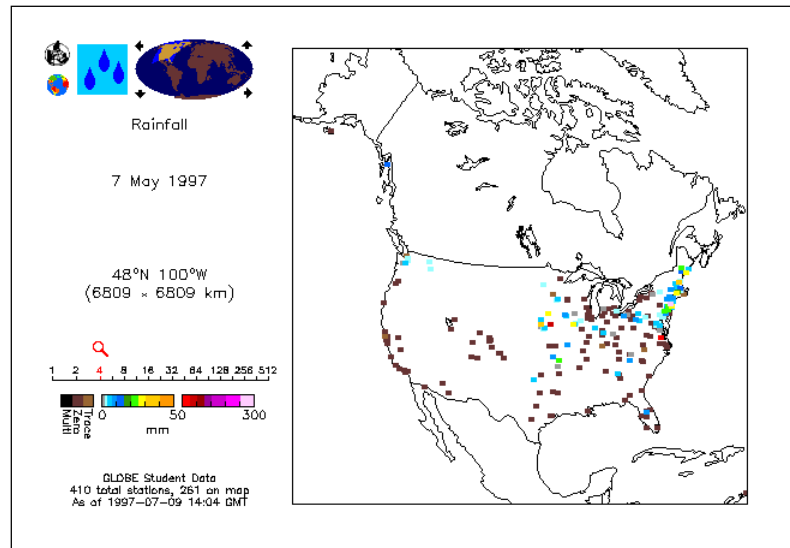 Rainfall
7 May 1997
48°N 100°W
(6809 × 6809 km)
1 2 4 8 16 32 64 128 256 512
Multi
Zero
Trace
0 50 300
mm
GLOBE Student Data
410 total stations, 261 on map
As of 1997-07-09 14:04 GMT